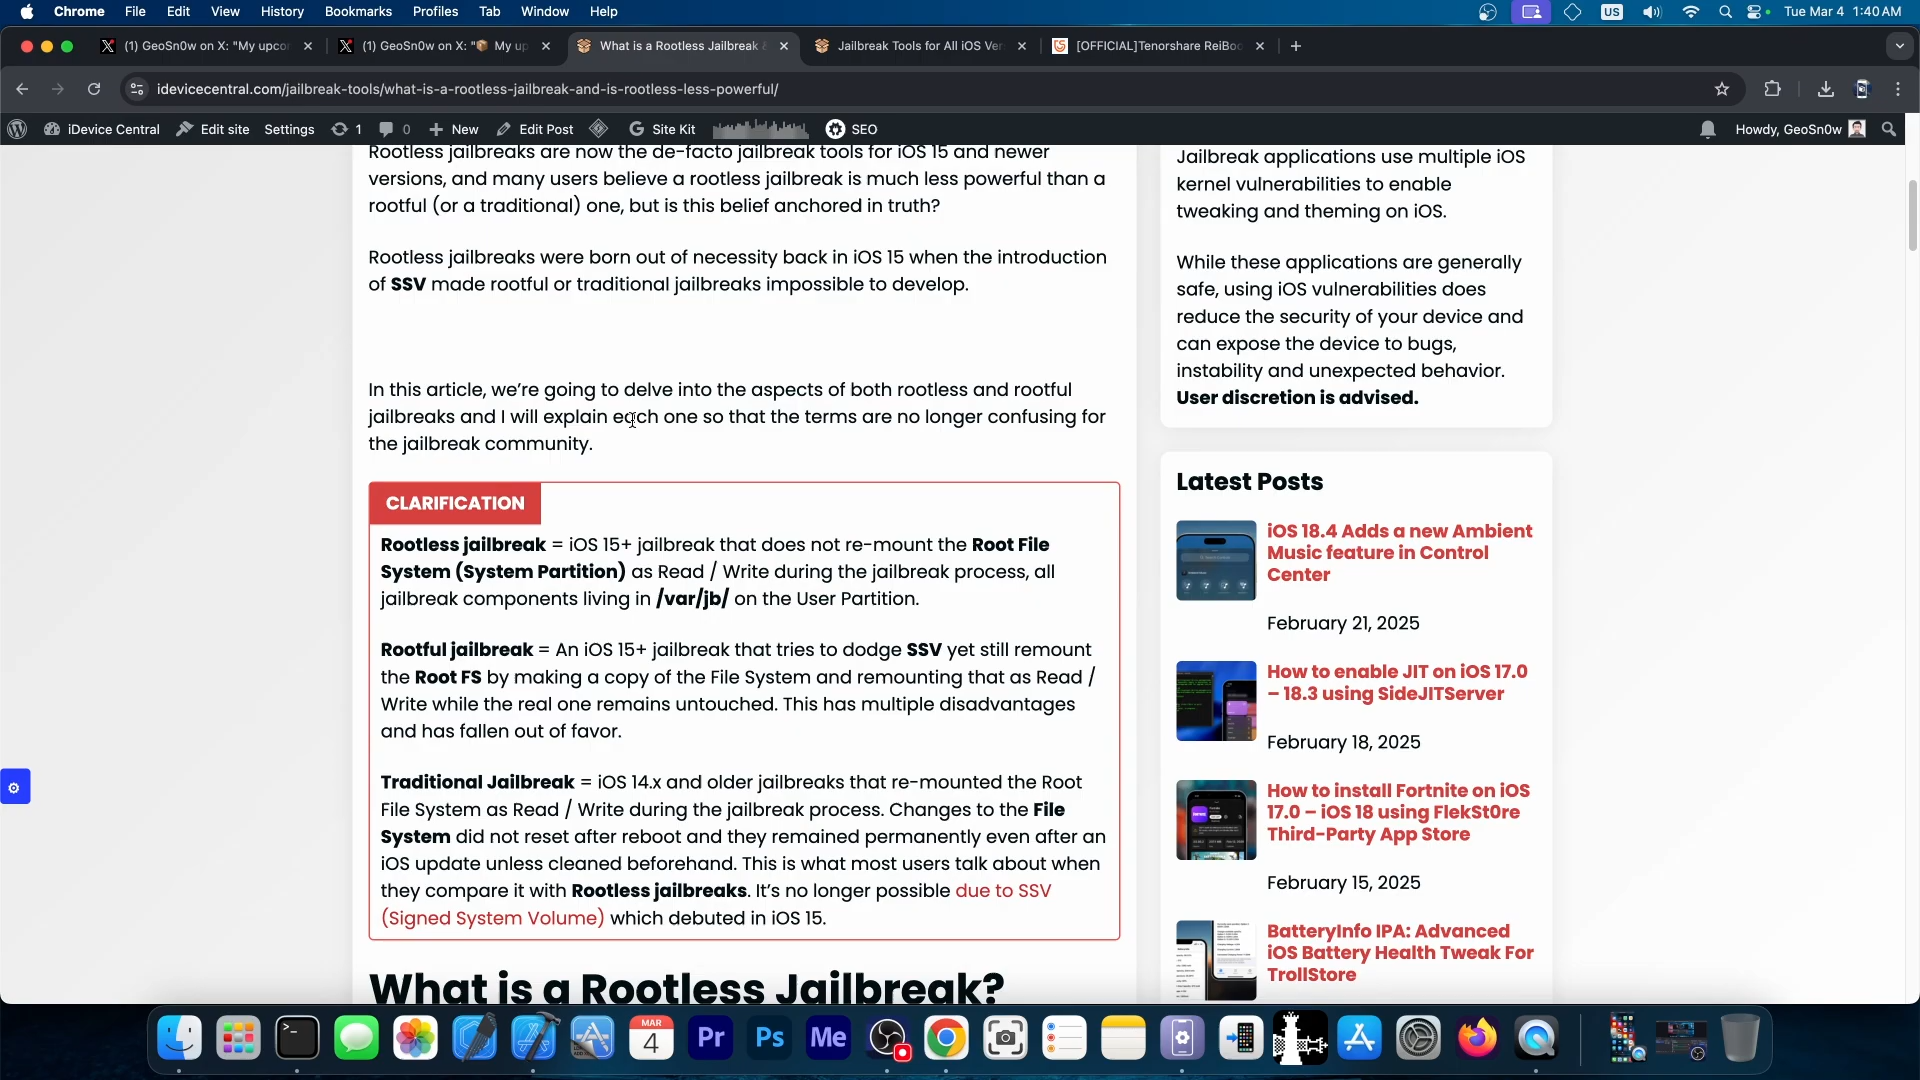 Chrome File Edit View History Bookmarks Profiles Tab Window Help US Tue Mar 4 1:40 AM
(1) GeoSn0w on X: "My upco
(1) GeoSn0w on X: "📦 My up
What is a Rootless Jailbreak &
Jailbreak Tools for All iOS Ver
[OFFICIAL]Tenorshare ReiBoo
idevicecentral.com/jailbreak-tools/what-is-a-rootless-jailbreak-and-is-rootless-less-powerful/
iDevice Central Edit site Settings 1 0 New Edit Post Site Kit SEO Howdy, GeoSn0w
Rootless jailbreaks are now the de-facto jailbreak tools for iOS 15 and newer
versions, and many users believe a rootless jailbreak is much less powerful than a
rootful (or a traditional) one, but is this belief anchored in truth?
Rootless jailbreaks were born out of necessity back in iOS 15 when the introduction
of SSV made rootful or traditional jailbreaks impossible to develop.
In this article, we’re going to delve into the aspects of both rootless and rootful
jailbreaks and I will explain each one so that the terms are no longer confusing for
the jailbreak community.
CLARIFICATION
Rootless jailbreak = iOS 15+ jailbreak that does not re-mount the Root File
System (System Partition) as Read / Write during the jailbreak process, all
jailbreak components living in /var/jb/ on the User Partition.
Rootful jailbreak = An iOS 15+ jailbreak that tries to dodge SSV yet still remount
the Root FS by making a copy of the File System and remounting that as Read /
Write while the real one remains untouched. This has multiple disadvantages
and has fallen out of favor.
Traditional Jailbreak = iOS 14.x and older jailbreaks that re-mounted the Root
File System as Read / Write during the jailbreak process. Changes to the File
System did not reset after reboot and they remained permanently even after an
iOS update unless cleaned beforehand. This is what most users talk about when
they compare it with Rootless jailbreaks. It’s no longer possible due to SSV
(Signed System Volume) which debuted in iOS 15.
What is a Rootless Jailbreak?
Jailbreak applications use multiple iOS
kernel vulnerabilities to enable
tweaking and theming on iOS.
While these applications are generally
safe, using iOS vulnerabilities does
reduce the security of your device and
can expose the device to bugs,
instability and unexpected behavior.
User discretion is advised.
Latest Posts
iOS 18.4 Adds a new Ambient
Music feature in Control
Center
February 21, 2025
How to enable JIT on iOS 17.0
– 18.3 using SideJITServer
February 18, 2025
How to install Fortnite on iOS
17.0 – iOS 18 using FlekSt0re
Third-Party App Store
February 15, 2025
BatteryInfo IPA: Advanced
iOS Battery Health Tweak For
TrollStore
MAR
4
Pr
Ps
Me